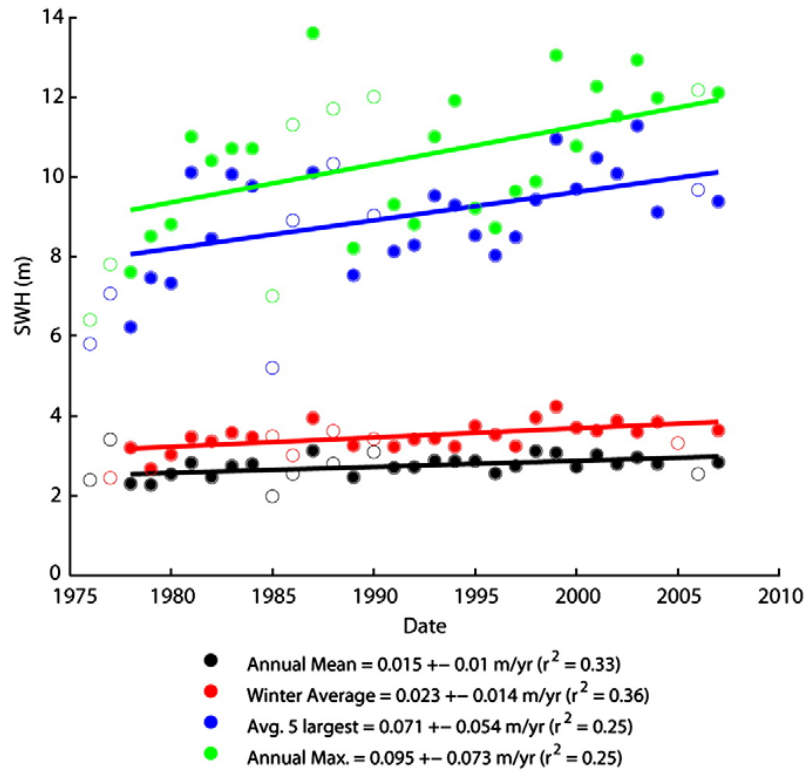 14
12
10
8
6
4
2
0
SWH (m)
1975 1980 1985 1990 1995 2000 2005 2010
Date
Annual Mean = 0.015 +− 0.01 m/yr (r² = 0.33)
Winter Average = 0.023 +− 0.014 m/yr (r² = 0.36)
Avg. 5 largest = 0.071 +− 0.054 m/yr (r² = 0.25)
Annual Max. = 0.095 +− 0.073 m/yr (r² = 0.25)